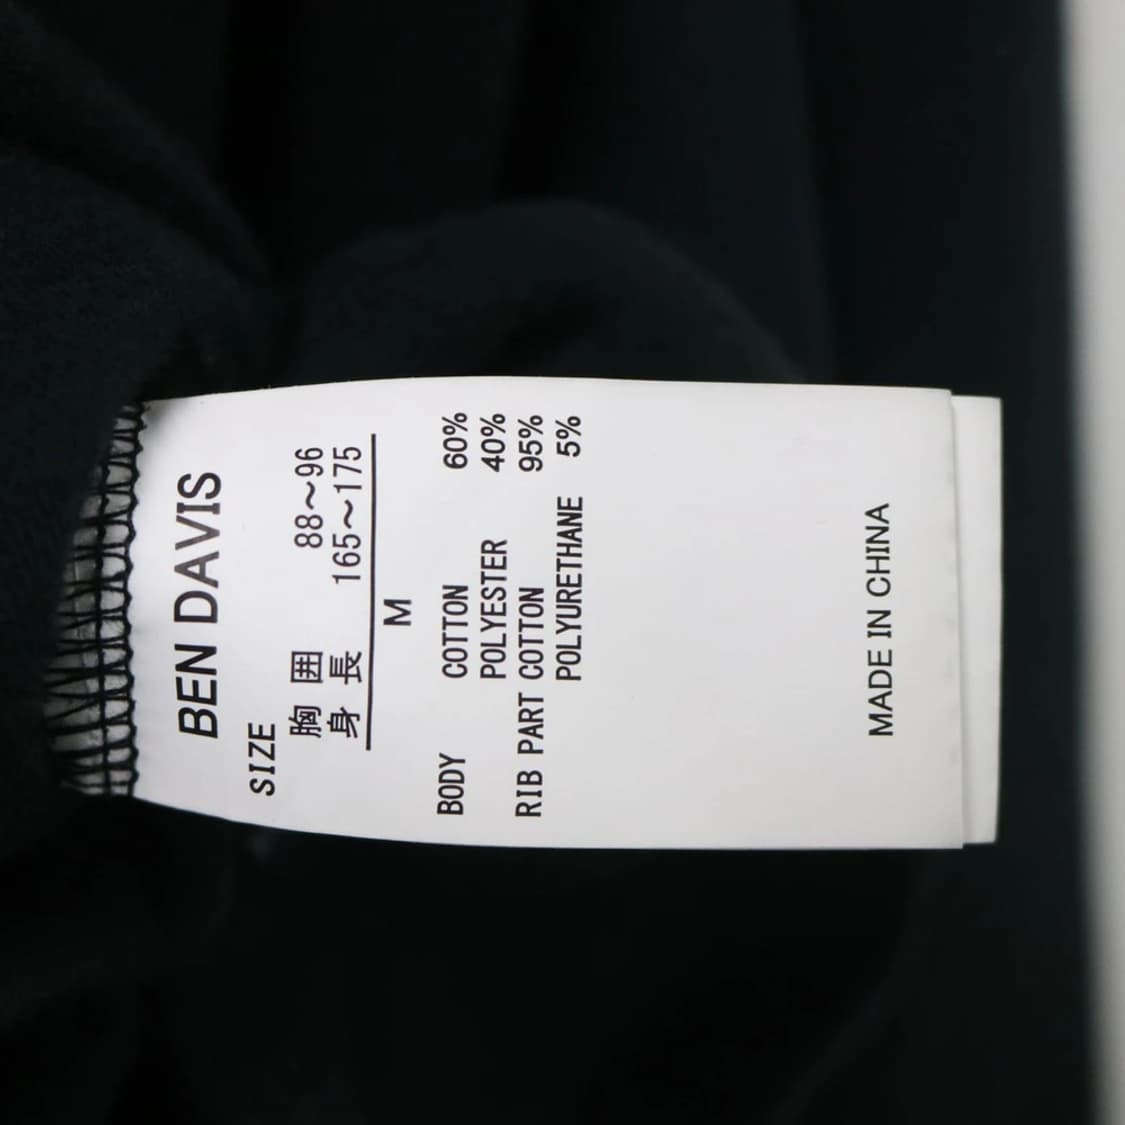 BEN DAVIS
SIZE
胸囲 88〜96
身長 165〜175
M
BODY COTTON 60%
POLYESTER 40%
RIB PART COTTON 95%
POLYURETHANE 5%
MADE IN CHINA